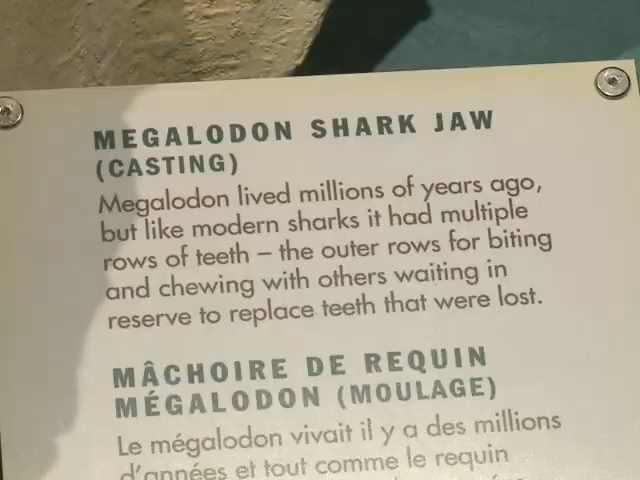 MEGALODON SHARK JAW
(CASTING)
Megalodon lived millions of years ago,
but like modern sharks it had multiple
rows of teeth – the outer rows for biting
and chewing with others waiting in
reserve to replace teeth that were lost.
MÂCHOIRE DE REQUIN
MÉGALODON (MOULAGE)
Le mégalodon vivait il y a des millions
d'années et tout comme le requin